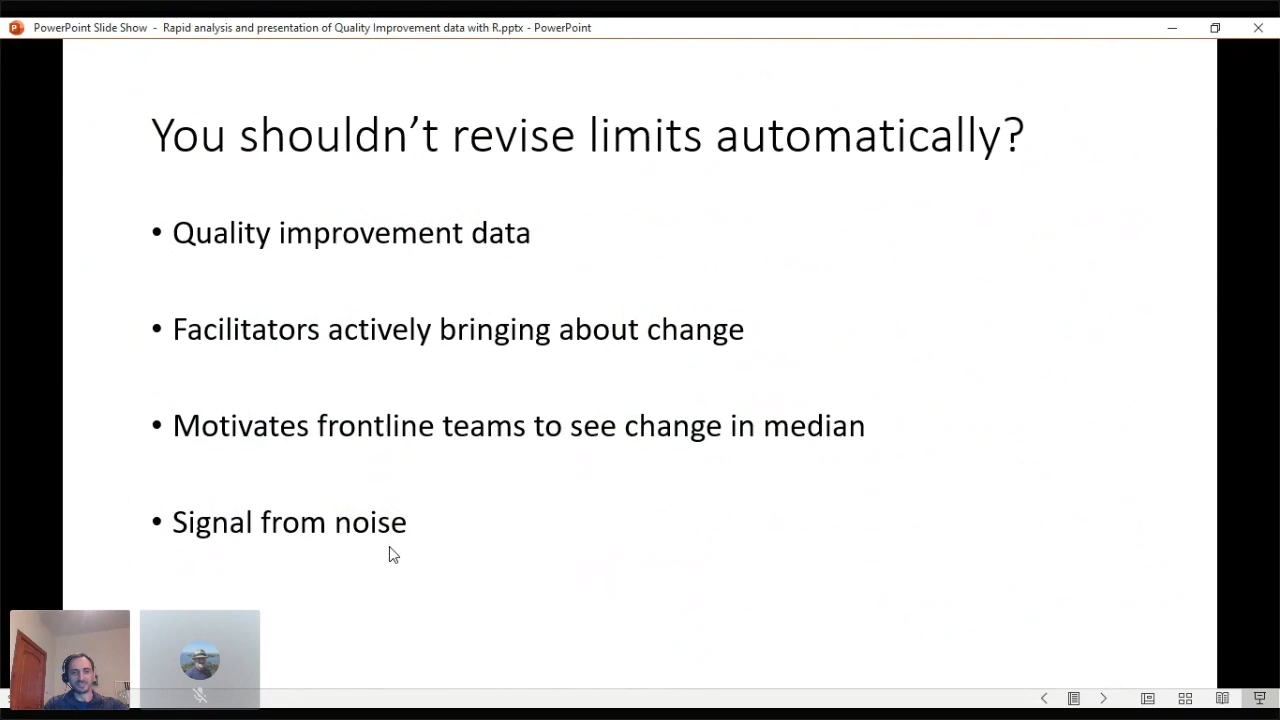 PowerPoint Slide Show - Rapid analysis and presentation of Quality Improvement data with R.pptx - PowerPoint
You shouldn’t revise limits automatically?
• Quality improvement data
• Facilitators actively bringing about change
• Motivates frontline teams to see change in median
• Signal from noise